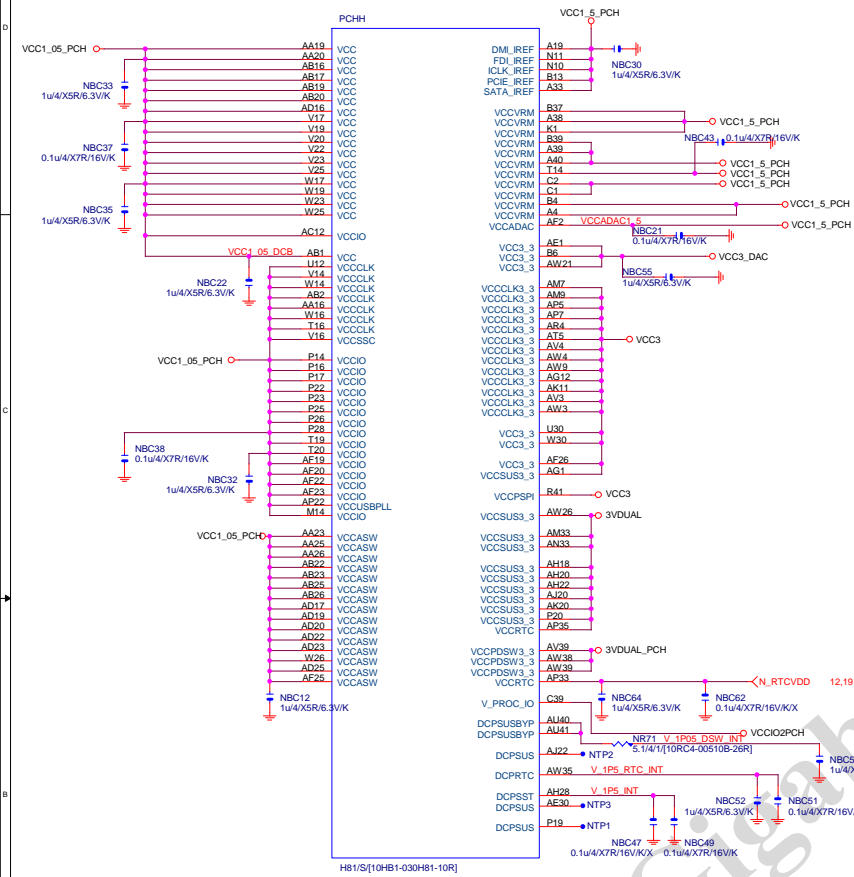 VCC1_5_PCH
PCHH
D
VCC1_05_PCH
AA19 VCC
AA20 VCC
AB16 VCC
AB17 VCC
AB19 VCC
AB20 VCC
AD16 VCC
V17 VCC
V19 VCC
V20 VCC
V22 VCC
V23 VCC
V25 VCC
W17 VCC
W19 VCC
W23 VCC
W25 VCC
AC12 VCCIO
VCC1_05_DCB AB1 VCC
U12 VCCCLK
V14 VCCCLK
W14 VCCCLK
AB2 VCCCLK
AA16 VCCCLK
W16 VCCCLK
T16 VCCCLK
V16 VCCSSC
NBC33
1u/4/X5R/6.3V/K
NBC37
0.1u/4/X7R/16V/K
NBC35
1u/4/X5R/6.3V/K
NBC22
1u/4/X5R/6.3V/K
C
VCC1_05_PCH
P14 VCCIO
P16 VCCIO
P17 VCCIO
P22 VCCIO
P23 VCCIO
P25 VCCIO
P26 VCCIO
P28 VCCIO
T19 VCCIO
T20 VCCIO
AF19 VCCIO
AF20 VCCIO
AF22 VCCIO
AF23 VCCIO
AP22 VCCUSBPLL
M14 VCCIO
NBC38
0.1u/4/X7R/16V/K
NBC32
1u/4/X5R/6.3V/K
VCC1_05_PCH
AA23 VCCASW
AA25 VCCASW
AA26 VCCASW
AB22 VCCASW
AB23 VCCASW
AB25 VCCASW
AB26 VCCASW
AD17 VCCASW
AD19 VCCASW
AD20 VCCASW
AD22 VCCASW
AD23 VCCASW
W26 VCCASW
AD25 VCCASW
AF25 VCCASW
NBC12
1u/4/X5R/6.3V/K
B
DMI_IREF A19
FDI_IREF N11
ICLK_IREF N10
PCIE_IREF B13
SATA_IREF A33
NBC30
1u/4/X5R/6.3V/K
VCCVRM B37
VCCVRM A38
VCCVRM K1
VCCVRM B39
VCCVRM A39
VCCVRM A40
VCCVRM T14
VCCVRM C2
VCCVRM C1
VCCVRM B4
VCCVRM A4
VCCADAC AF2 VCCADAC1_5
VCC1_5_PCH
NBC43 0.1u/4/X7R/16V/K
VCC1_5_PCH
VCC1_5_PCH
VCC1_5_PCH
VCC1_5_PCH
VCC1_5_PCH
NBC21
0.1u/4/X7R/16V/K
VCC3_3 AE1
VCC3_3 B6
VCC3_3 AW21
VCC3_DAC
NBC55
1u/4/X5R/6.3V/K
VCCCLK3_3 AM7
VCCCLK3_3 AM9
VCCCLK3_3 AP5
VCCCLK3_3 AP7
VCCCLK3_3 AR4
VCCCLK3_3 AT5
VCCCLK3_3 AV4
VCCCLK3_3 AW4
VCCCLK3_3 AW9
VCCCLK3_3 AG12
VCCCLK3_3 AK11
VCCCLK3_3 AV3
VCCCLK3_3 AW3
VCC3
VCC3_3 U30
VCC3_3 W30
VCC3_3 AF26
VCCSUS3_3 AG1
VCCPSPI R41 VCC3
VCCSUS3_3 AW26 3VDUAL
VCCSUS3_3 AM33
VCCSUS3_3 AN33
VCCSUS3_3 AH18
VCCSUS3_3 AH20
VCCSUS3_3 AH22
VCCSUS3_3 AJ20
VCCSUS3_3 AK20
VCCSUS3_3 P20
VCCRTC AP35
VCCPDSW3_3 AV39 3VDUAL_PCH
VCCPDSW3_3 AW38
VCCPDSW3_3 AW39
VCCRTC AP33 N_RTCVDD 12,19
NBC64
1u/4/X5R/6.3V/K
NBC62
0.1u/4/X7R/16V/K/X
V_PROC_IO C39
VCCIO2PCH
DCPSUSBYP AU40
DCPSUSBYP AU41
NR71 V_1P05_DSW_INT
5.1/4/1/[10RC4-00510B-26R]
DCPSUS AJ22 NTP2
DCPRTC AW35 V_1P5_RTC_INT
DCPSST AH28 V_1P5_INT
DCPSUS AE30 NTP3
DCPSUS P19 NTP1
NBC52
1u/4/X5R/6.3V/K
NBC51
NBC47
0.1u/4/X7R/16V/K/X
NBC49
0.1u/4/X7R/16V/K
H81/S/[10HB1-030H81-10R]